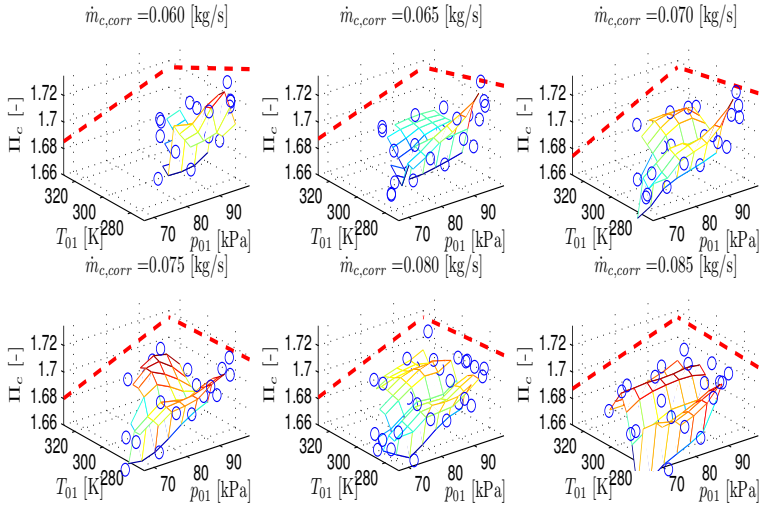 ṁc,corr =0.060 [kg/s] ṁc,corr =0.065 [kg/s] ṁc,corr =0.070 [kg/s]
1.72 1.72 1.72
1.7 1.7 1.7
1.68 1.68 1.68
1.66 1.66 1.66
Πc [-] Πc [-] Πc [-]
320 300 280 70 80 90 320 300 280 70 80 90 320 300 280 70 80 90
T01 [K] p01 [kPa] T01 [K] p01 [kPa] T01 [K] p01 [kPa]
ṁc,corr =0.075 [kg/s] ṁc,corr =0.080 [kg/s] ṁc,corr =0.085 [kg/s]
1.72 1.72 1.72
1.7 1.7 1.7
1.68 1.68 1.68
1.66 1.66 1.66
Πc [-] Πc [-] Πc [-]
320 300 280 70 80 90 320 300 280 70 80 90 320 300 280 70 80 90
T01 [K] p01 [kPa] T01 [K] p01 [kPa] T01 [K] p01 [kPa]